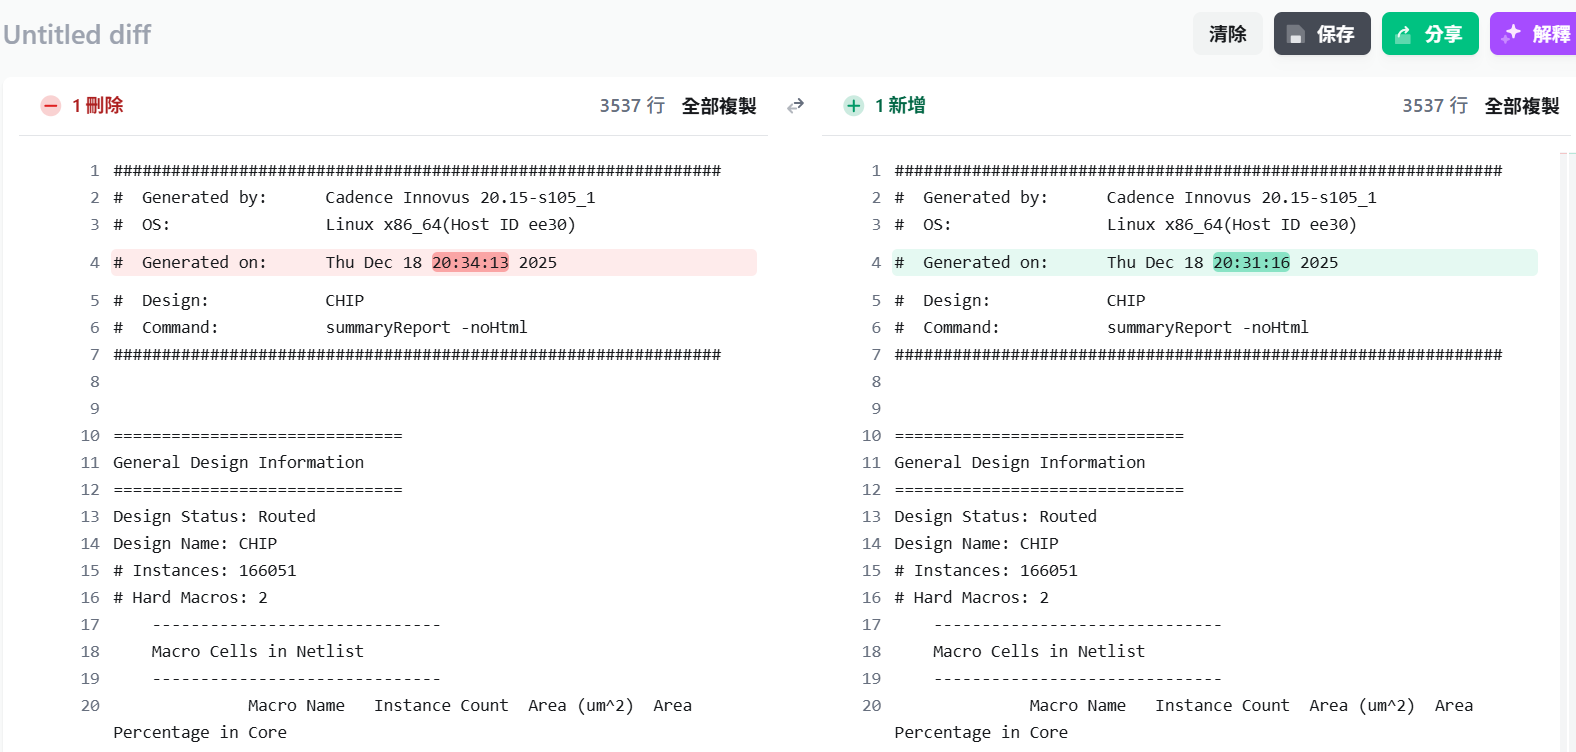 Untitled diff
清除 保存 分享 解釋
1 刪除 3537 行 全部複製
1 新增 3537 行 全部複製
1 ###############################################################
2 #  Generated by:      Cadence Innovus 20.15-s105_1
3 #  OS:                Linux x86_64(Host ID ee30)
4 #  Generated on:      Thu Dec 18 20:34:13 2025
5 #  Design:            CHIP
6 #  Command:           summaryReport -noHtml
7 ###############################################################
8
9
10 ==============================
11 General Design Information
12 ==============================
13 Design Status: Routed
14 Design Name: CHIP
15 # Instances: 166051
16 # Hard Macros: 2
17     ------------------------------
18     Macro Cells in Netlist
19     ------------------------------
20               Macro Name   Instance Count  Area (um^2)  Area
Percentage in Core
1 ###############################################################
2 #  Generated by:      Cadence Innovus 20.15-s105_1
3 #  OS:                Linux x86_64(Host ID ee30)
4 #  Generated on:      Thu Dec 18 20:31:16 2025
5 #  Design:            CHIP
6 #  Command:           summaryReport -noHtml
7 ###############################################################
8
9
10 ==============================
11 General Design Information
12 ==============================
13 Design Status: Routed
14 Design Name: CHIP
15 # Instances: 166051
16 # Hard Macros: 2
17     ------------------------------
18     Macro Cells in Netlist
19     ------------------------------
20               Macro Name   Instance Count  Area (um^2)  Area
Percentage in Core